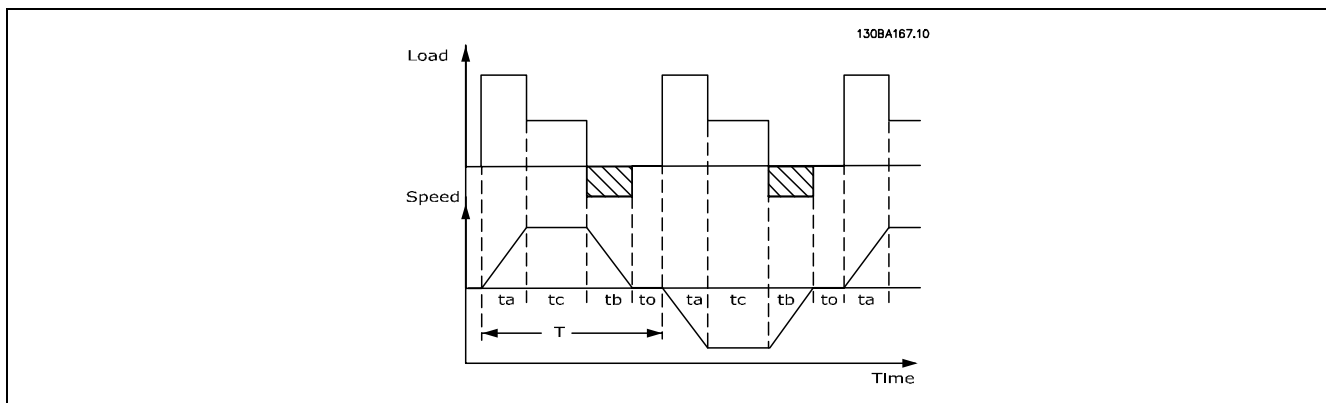 130BA167.10
Load
Speed
ta tc tb to ta tc tb to ta
T
Time